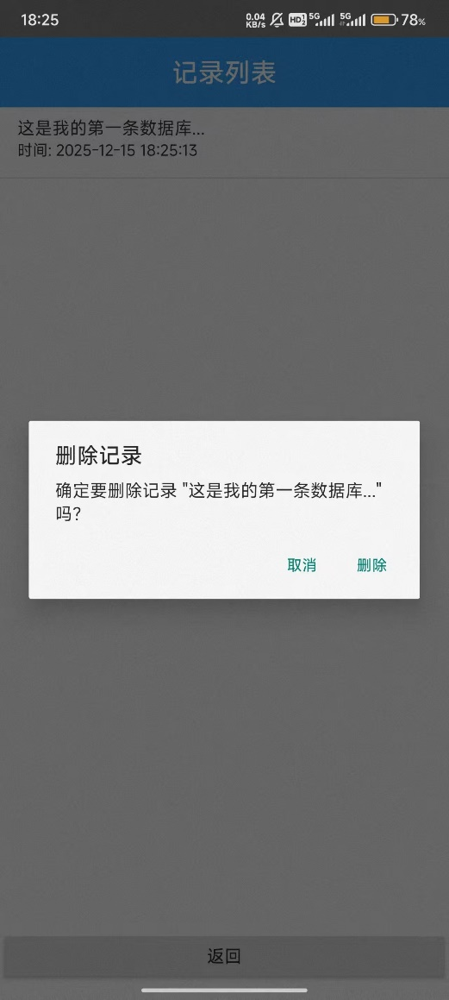 18:25
0.04
KB/s
HD 1
2
5G
5G
78%
记录列表
这是我的第一条数据库...
时间: 2025-12-15 18:25:13
删除记录
确定要删除记录 "这是我的第一条数据库..."
吗?
取消
删除
返回